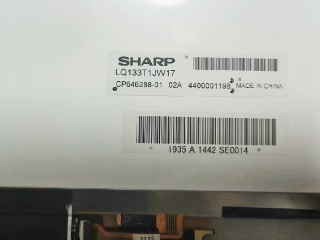 SHARP
LQ133T1JW17
CP646288-01 02A 4400001198 MADE IN CHINA
1935 A 1442 SE0014